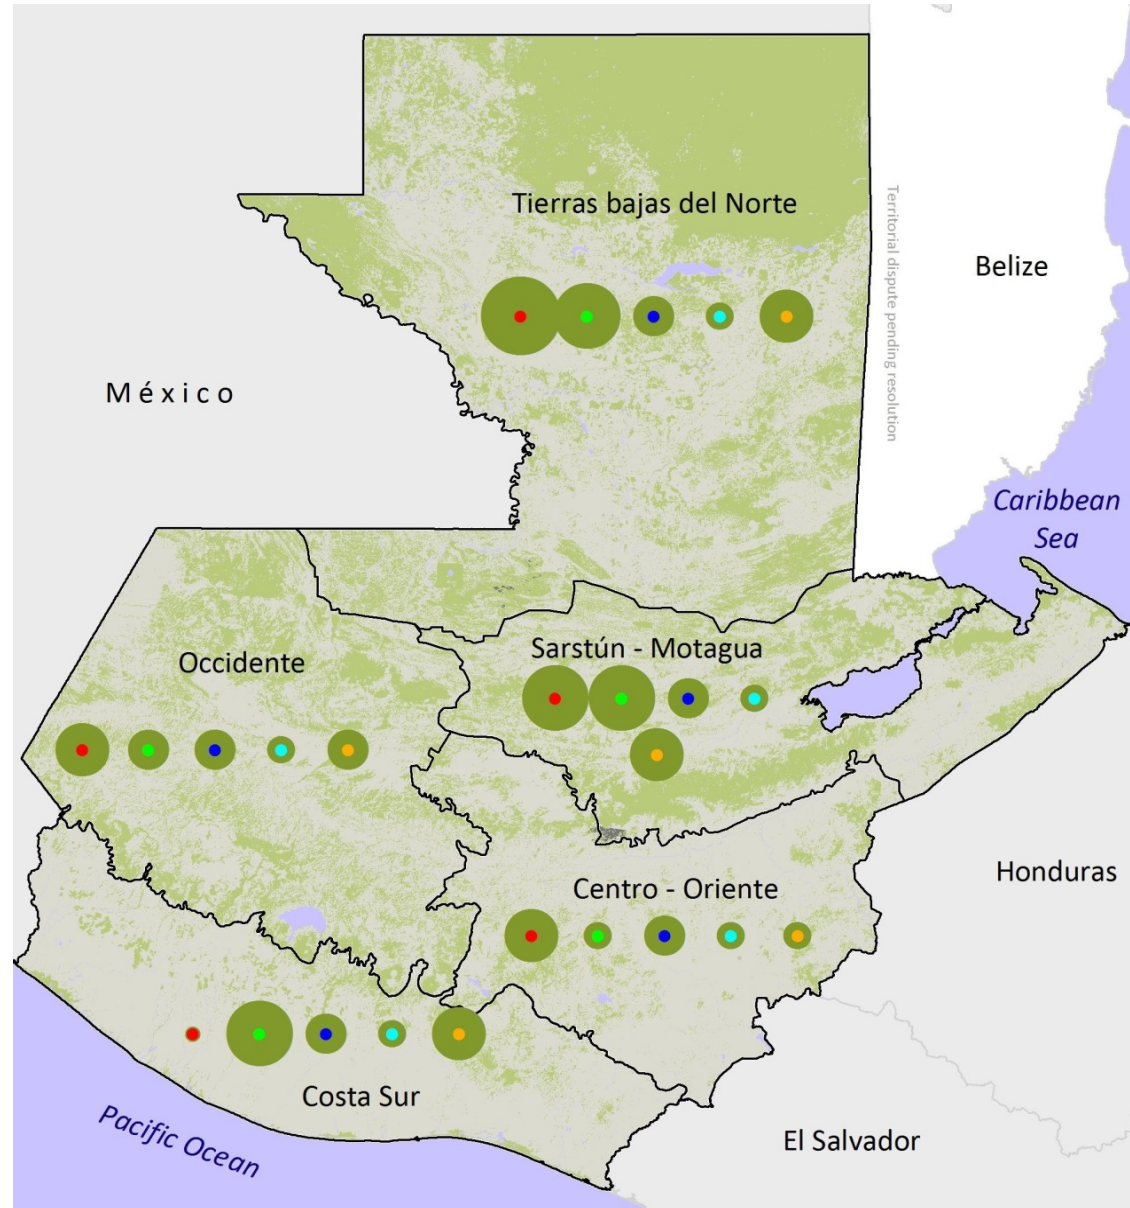 Tierras bajas del Norte
Territorial dispute pending resolution
Belize
México
Caribbean
Sea
Sarstún - Motagua
Occidente
Honduras
Centro - Oriente
Costa Sur
Pacific Ocean
El Salvador